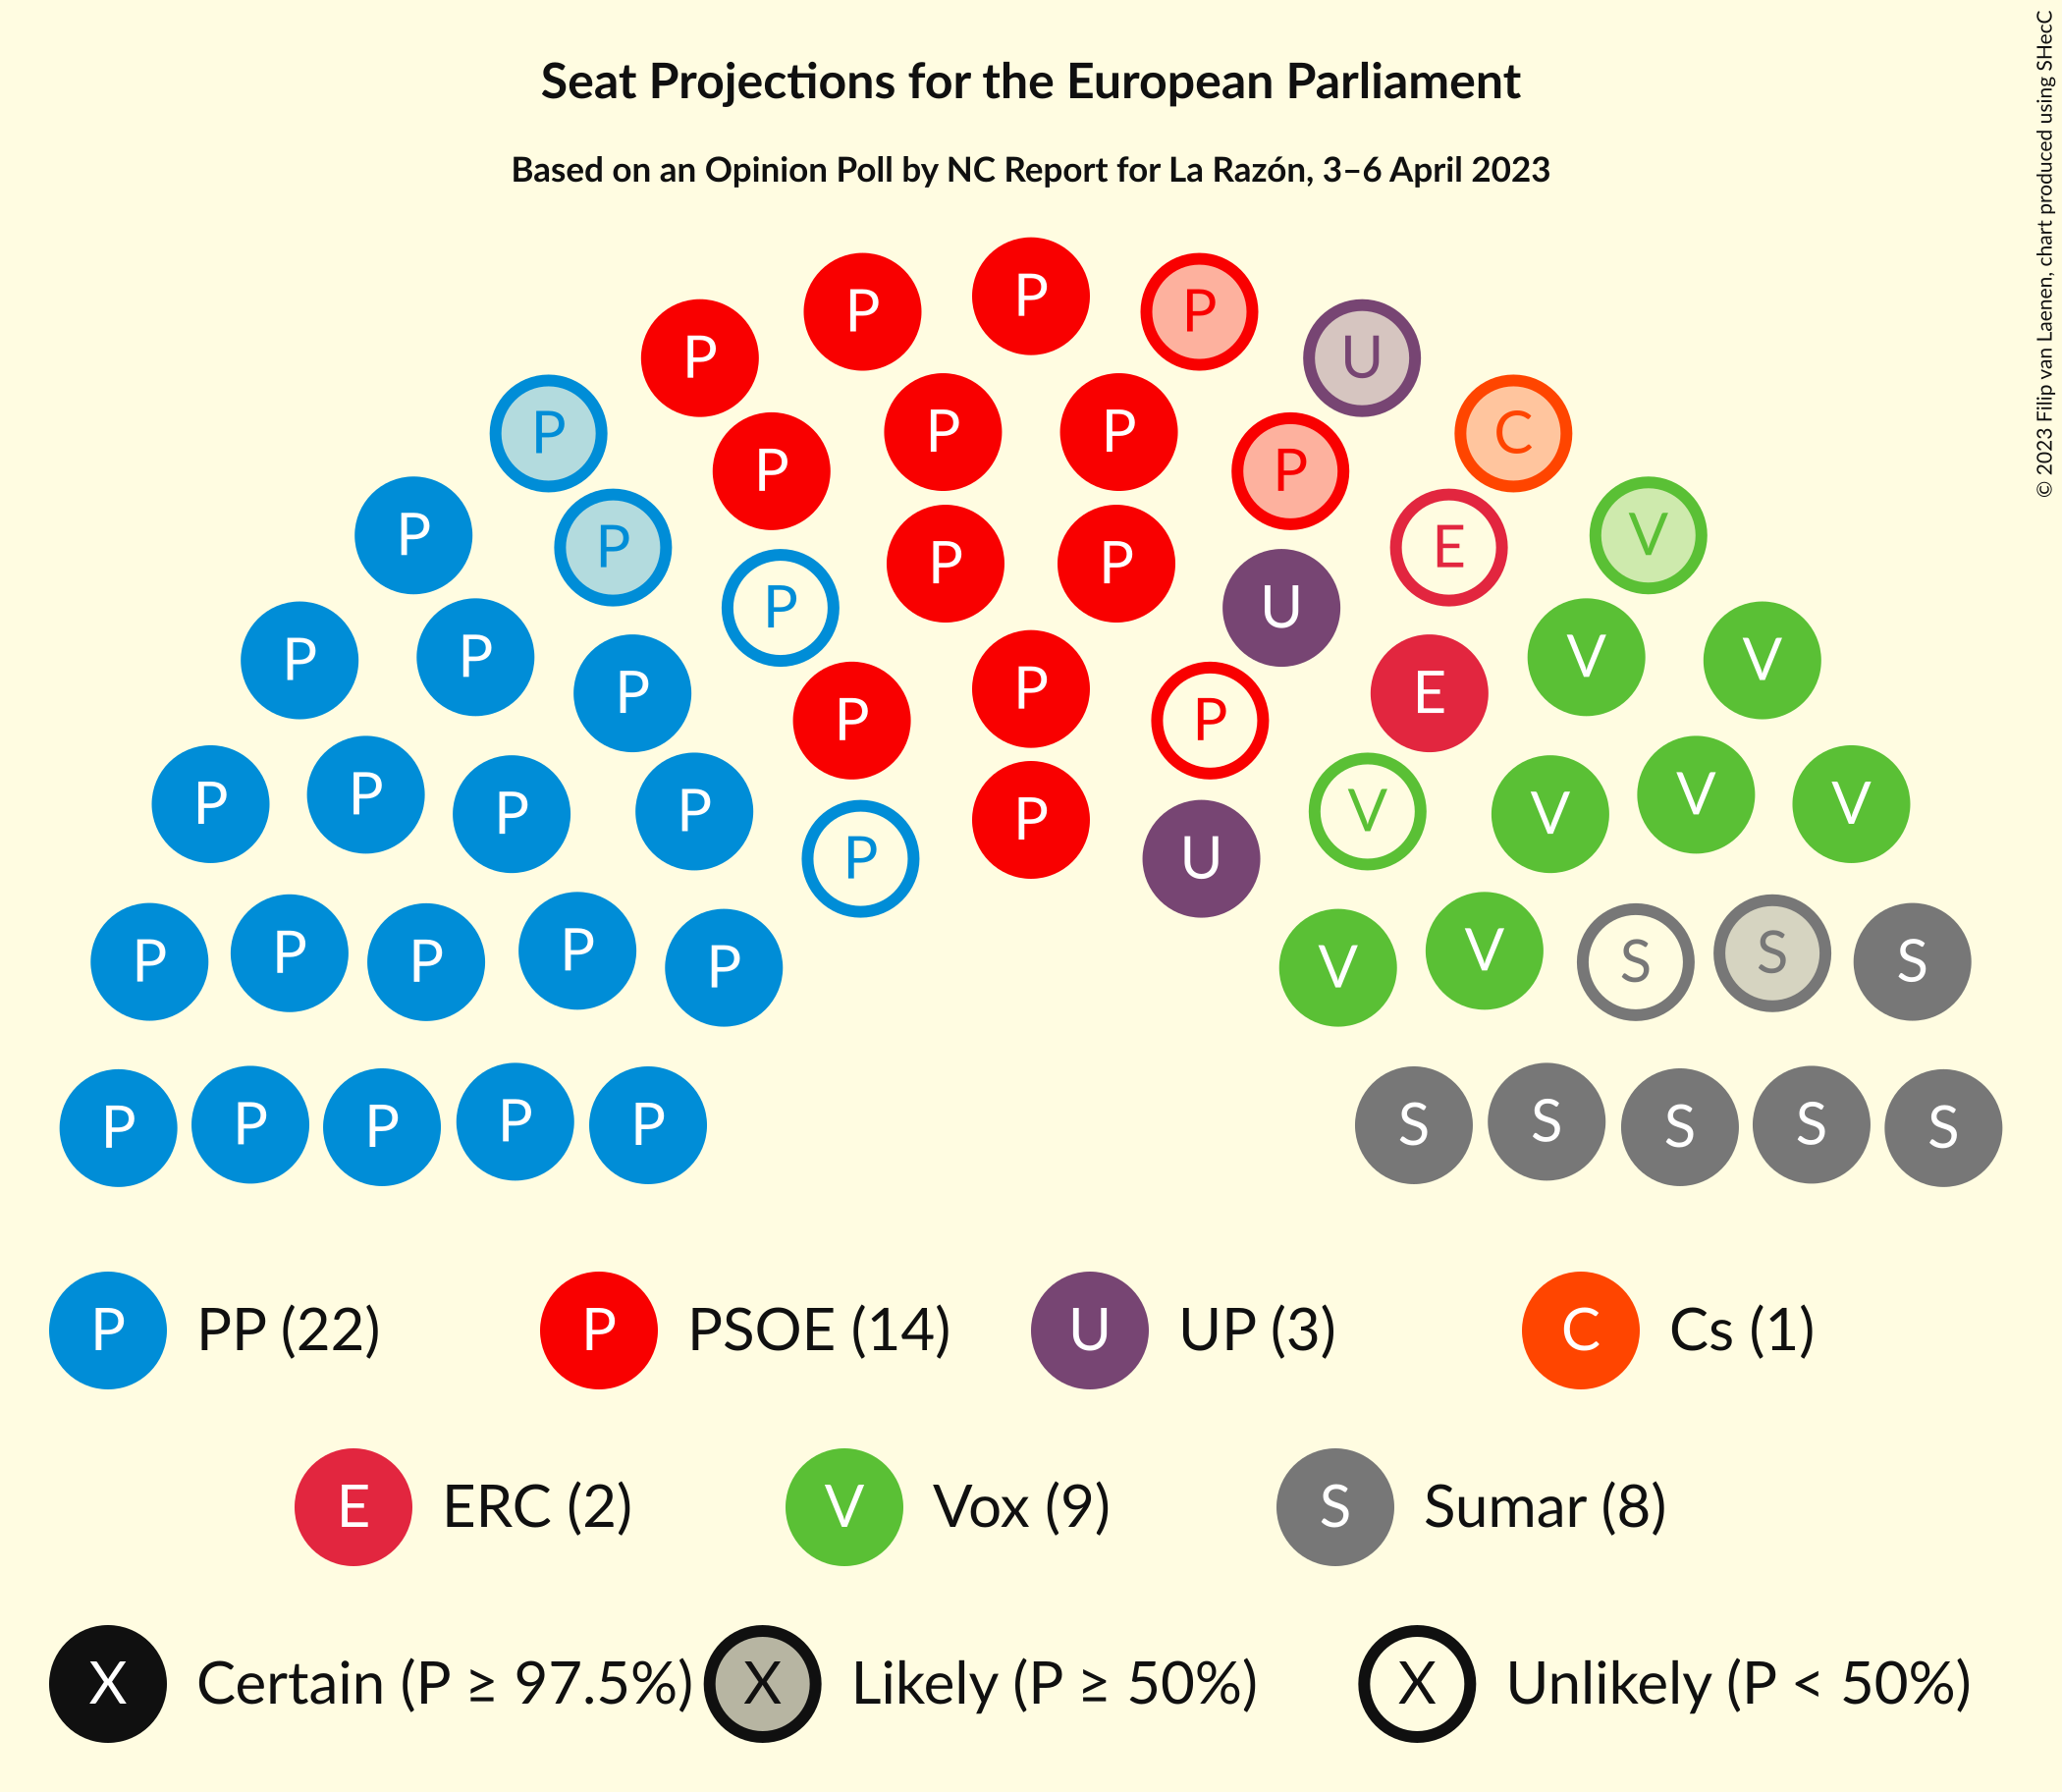 Seat Projections for the European Parliament
Based on an Opinion Poll by NC Report for La Razón, 3–6 April 2023
© 2023 Filip van Laenen, chart produced using SHecC
P
P P P
P U
P P P C
P P P V
P P P E
P P U
P P V V
P P E
P P P
P P P V V V V
P P U
P P P P P V V S S S
P P P P P S S S S S
P PP (22) P PSOE (14) U UP (3) C Cs (1)
E ERC (2) V Vox (9) S Sumar (8)
X Certain (P ≥ 97.5%) X Likely (P ≥ 50%) X Unlikely (P < 50%)